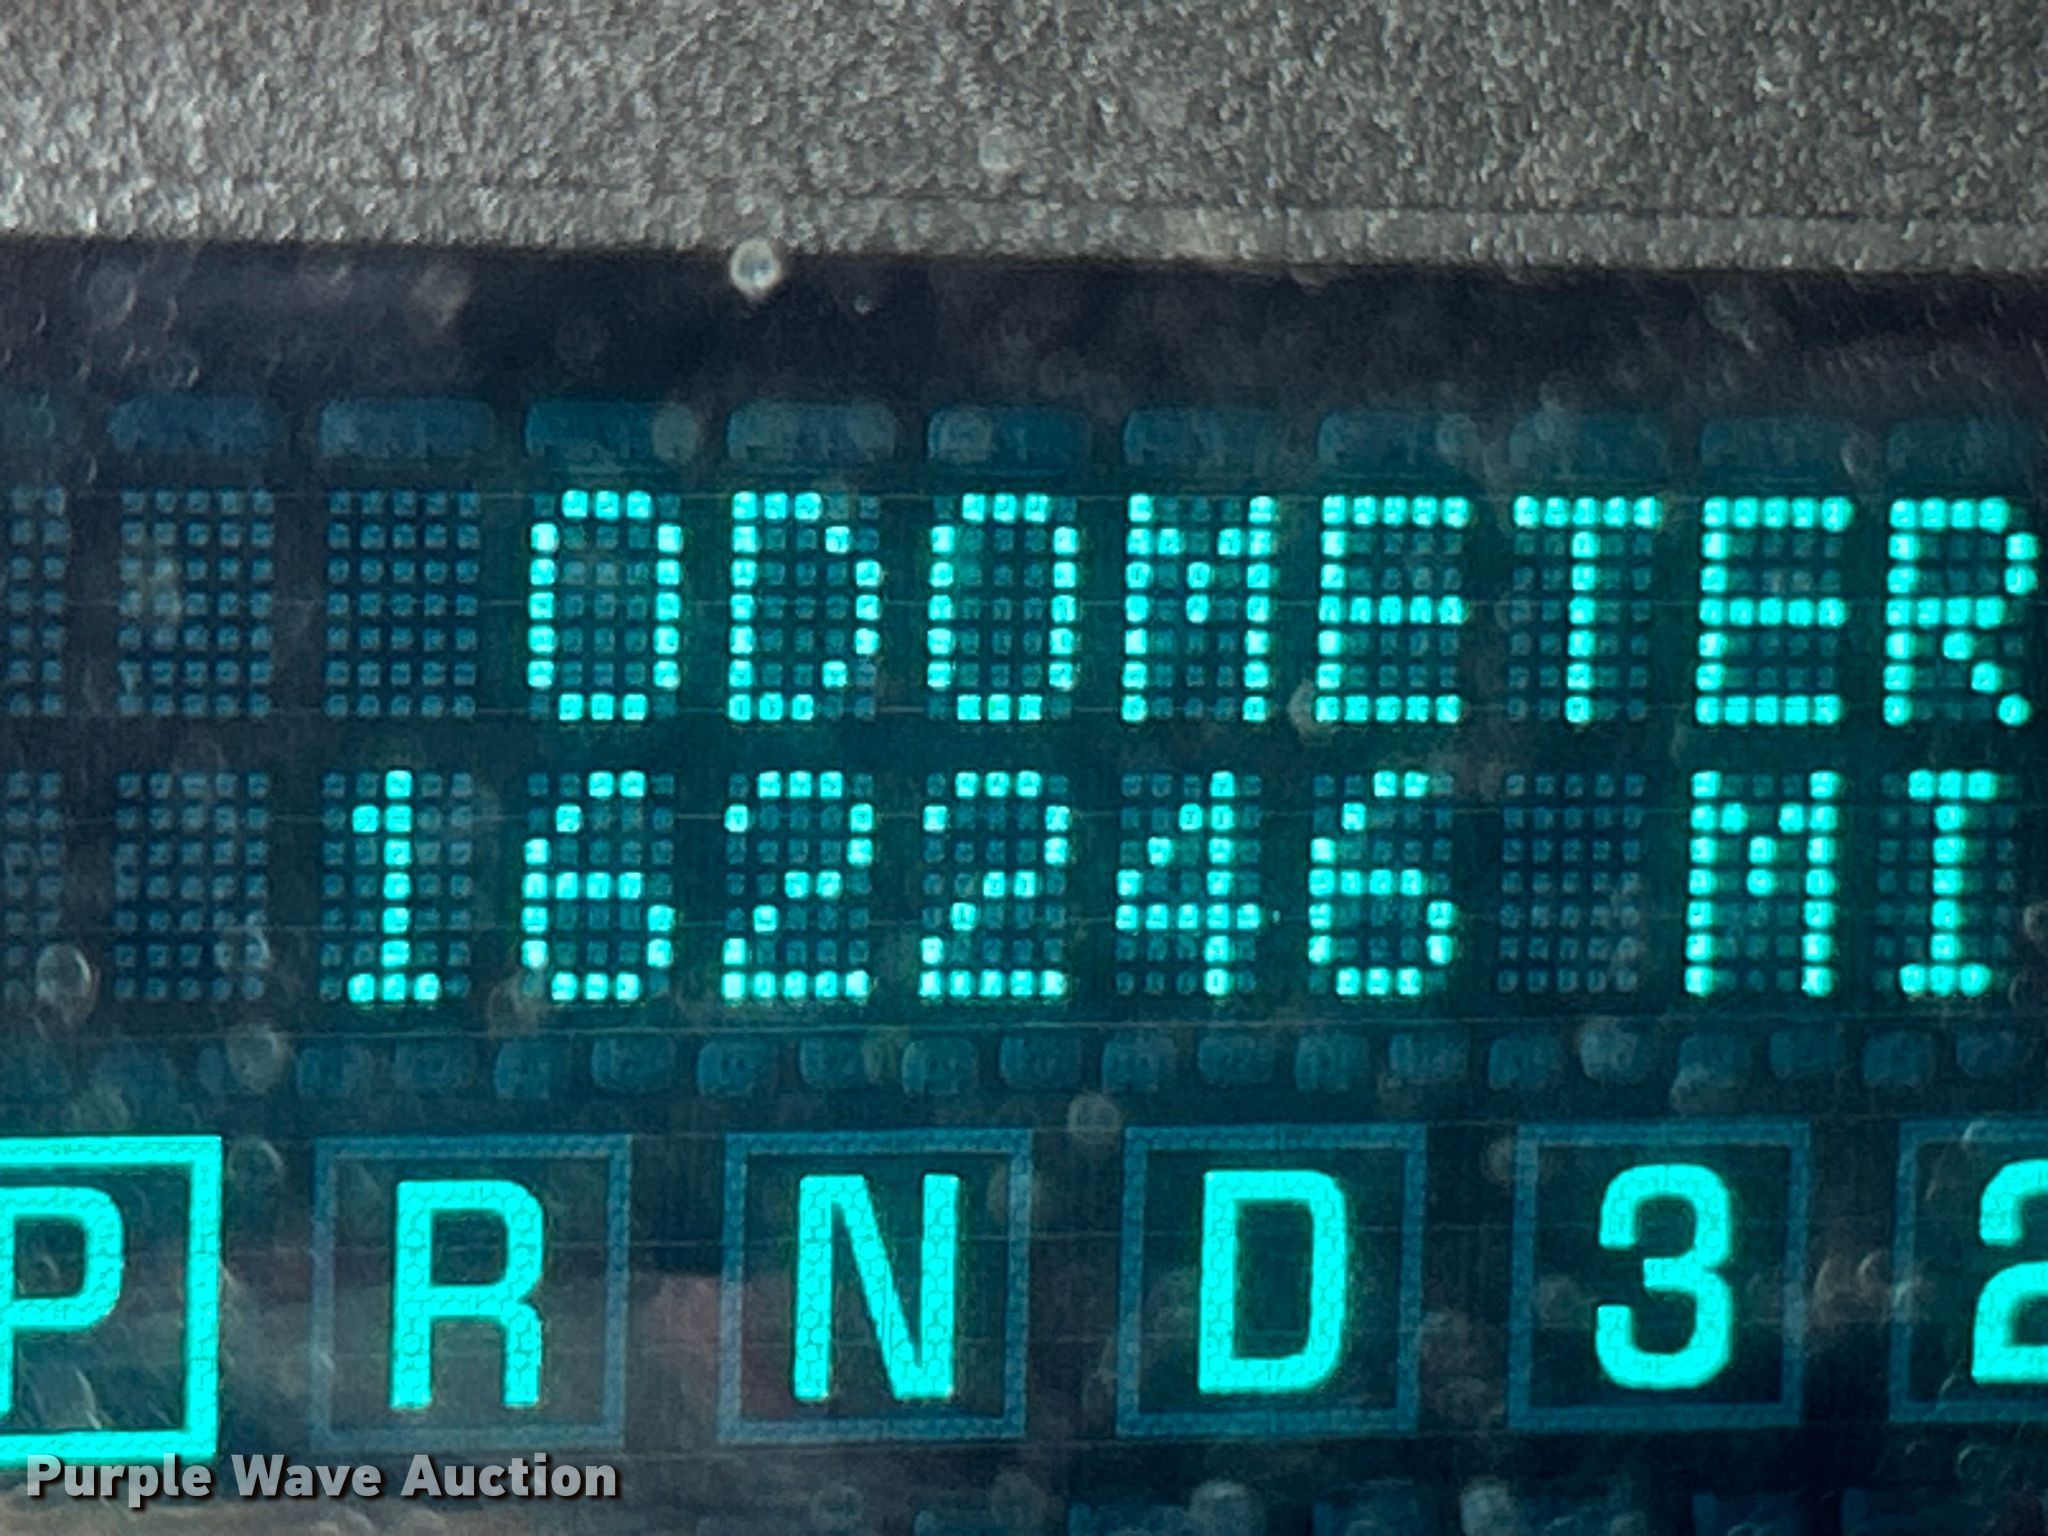 ODOMETER
162246 MI
P R N D 3 2
Purple Wave Auction